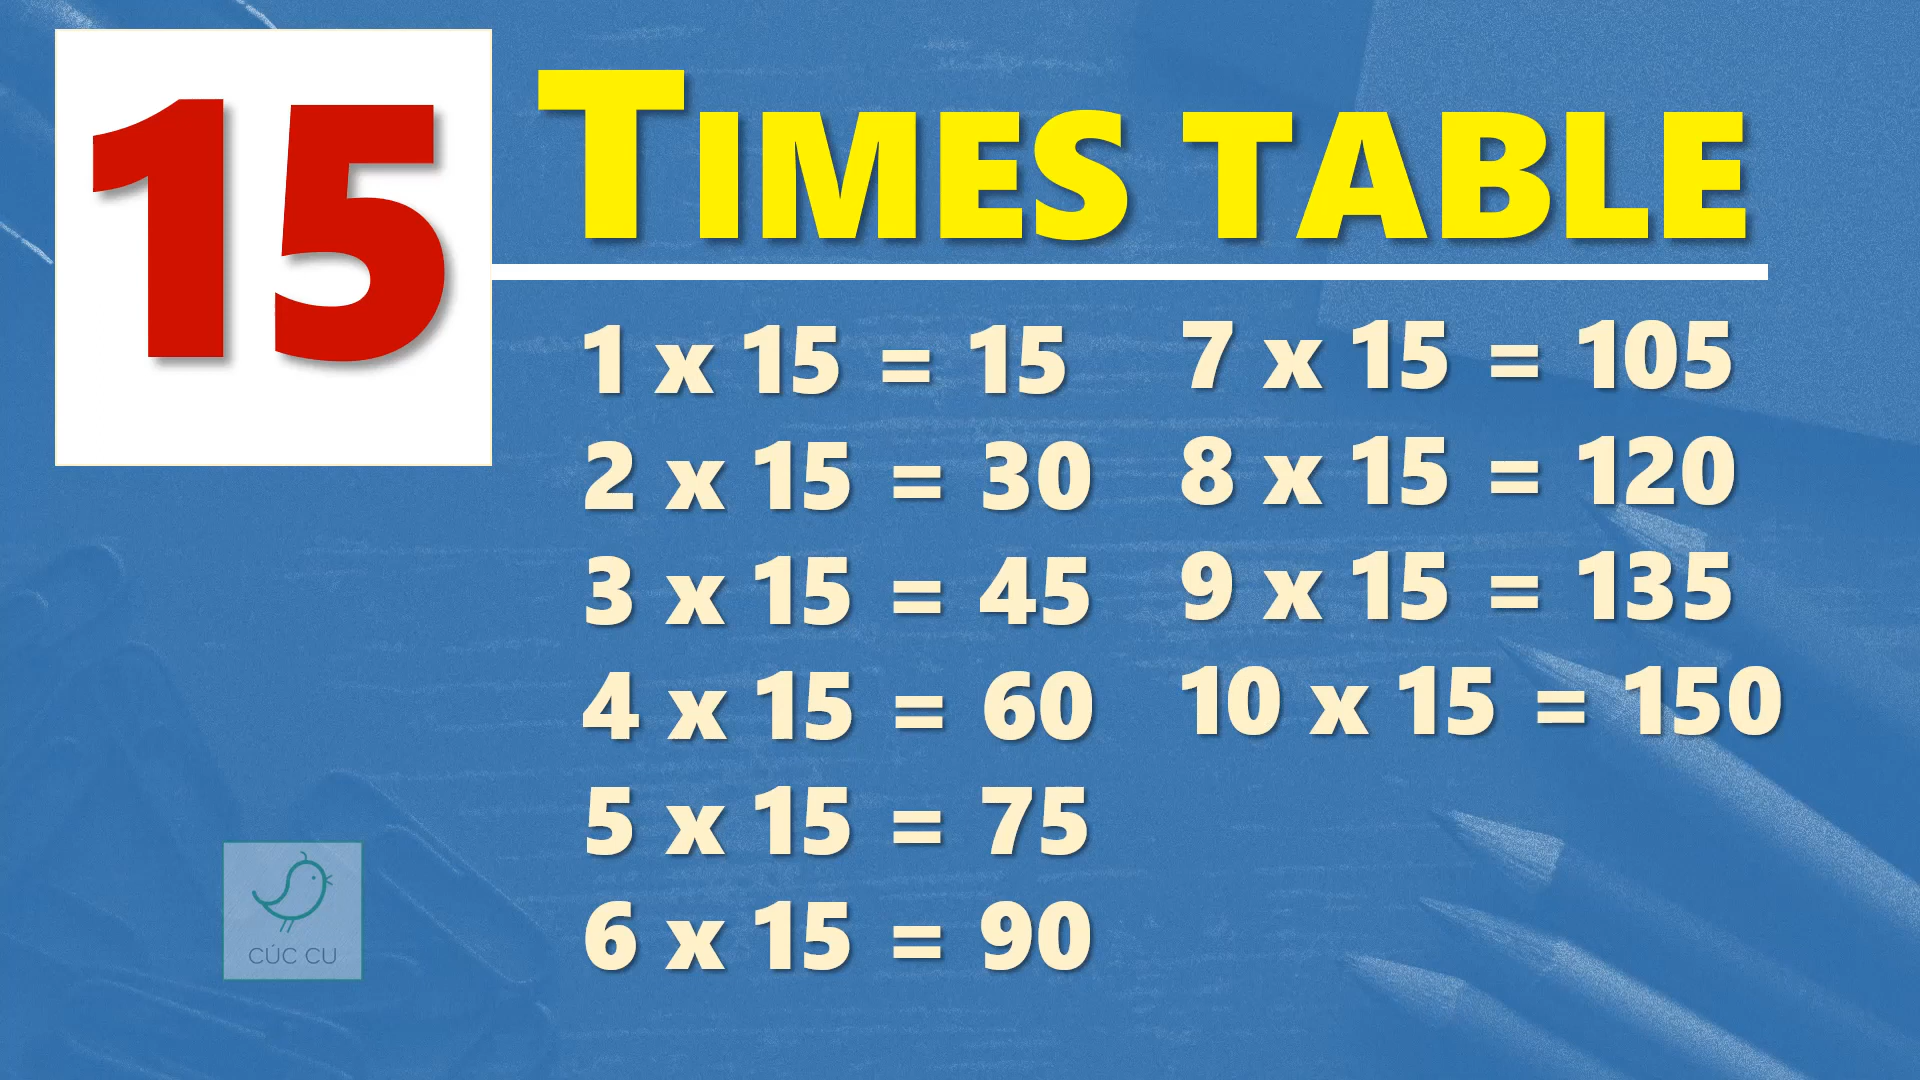 15
TIMES TABLE
1 x 15 = 15
2 x 15 = 30
3 x 15 = 45
4 x 15 = 60
5 x 15 = 75
6 x 15 = 90
7 x 15 = 105
8 x 15 = 120
9 x 15 = 135
10 x 15 = 150
CÚC CU